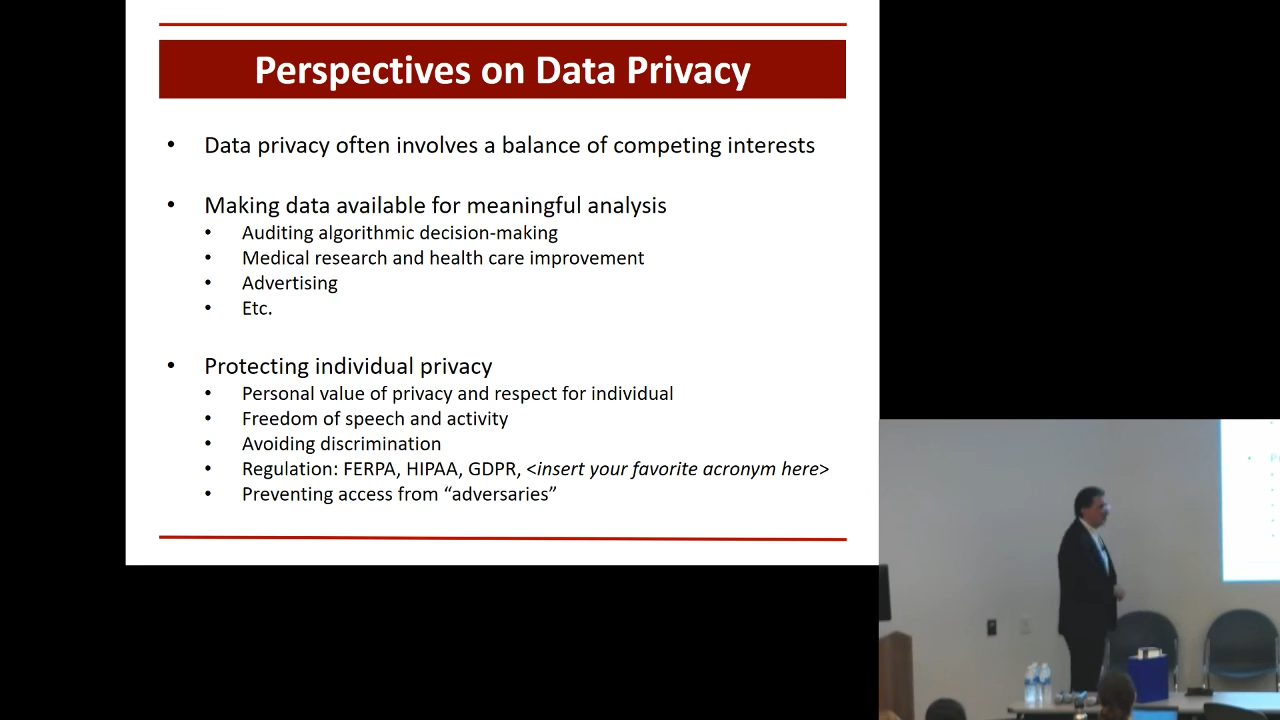 Perspectives on Data Privacy
• Data privacy often involves a balance of competing interests
• Making data available for meaningful analysis
• Auditing algorithmic decision-making
• Medical research and health care improvement
• Advertising
• Etc.
• Protecting individual privacy
• Personal value of privacy and respect for individual
• Freedom of speech and activity
• Avoiding discrimination
• Regulation: FERPA, HIPAA, GDPR, <insert your favorite acronym here>
• Preventing access from “adversaries”